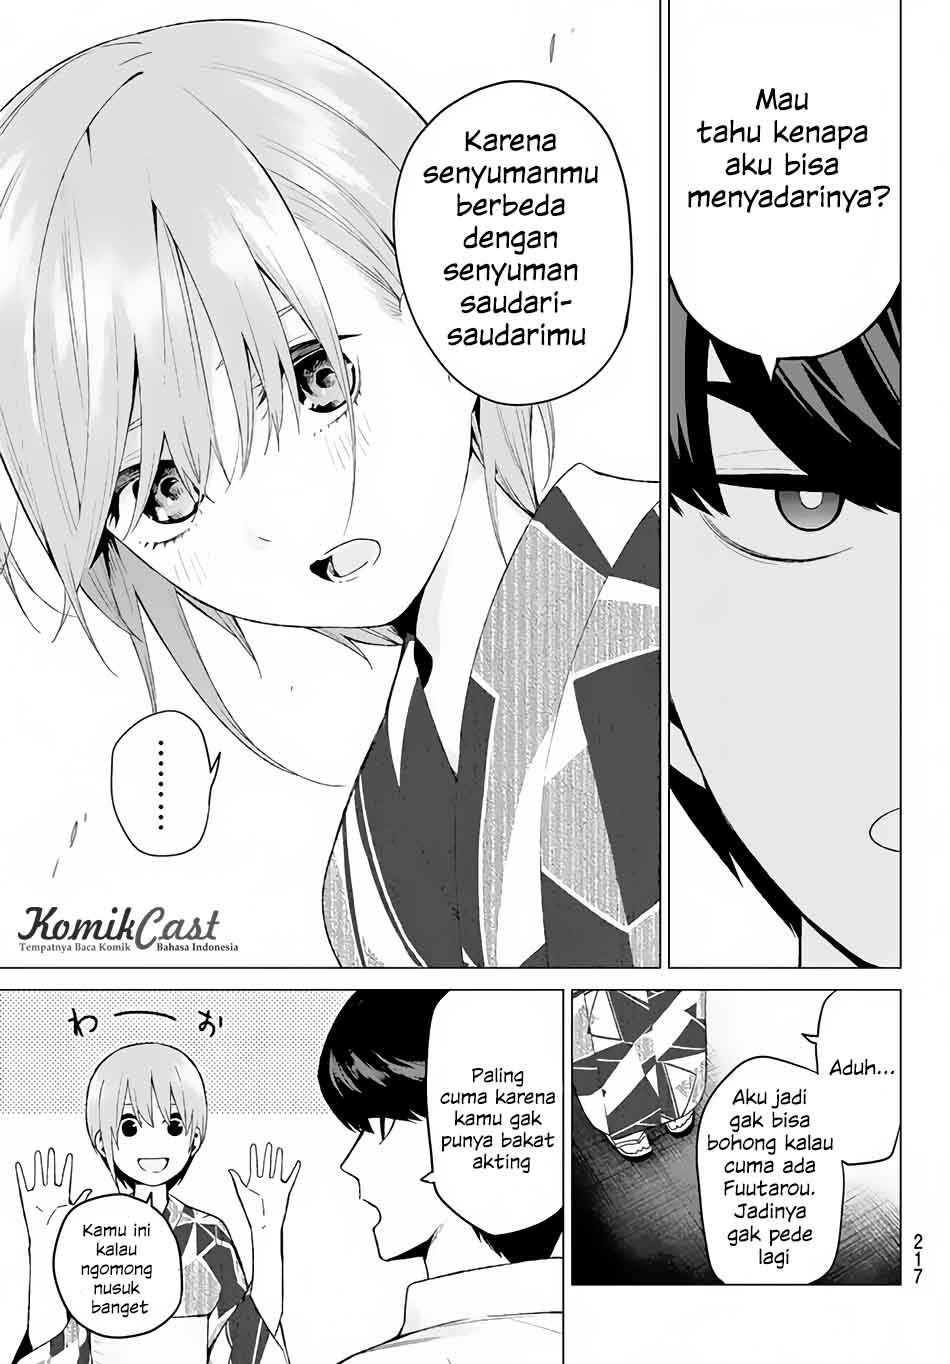 Mau
tahu kenapa
aku bisa
menyadarinya?
Karena
senyumanmu
berbeda
dengan
senyuman
saudari-
saudarimu
.........
KomikCast
Tempatnya Baca Komik Bahasa Indonesia
Aduh...
Aku jadi
gak bisa
bohong kalau
cuma ada
Fuutarou.
Jadinya
gak pede
lagi
Paling
cuma karena
kamu gak
punya bakat
akting
わーお
Kamu ini
kalau
ngomong
nusuk
banget
217